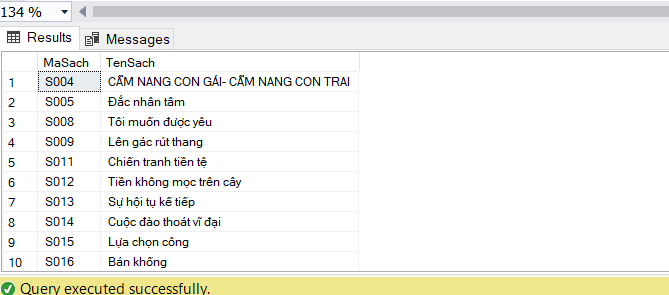 134 %
Results Messages
MaSach TenSach
1 S004 CẨM NANG CON GÁI- CẨM NANG CON TRAI
2 S005 Đắc nhân tâm
3 S008 Tôi muốn được yêu
4 S009 Lên gác rút thang
5 S011 Chiến tranh tiền tệ
6 S012 Tiền không mọc trên cây
7 S013 Sự hội tụ kế tiếp
8 S014 Cuộc đào thoát vĩ đại
9 S015 Lựa chọn công
10 S016 Bán khống
Query executed successfully.